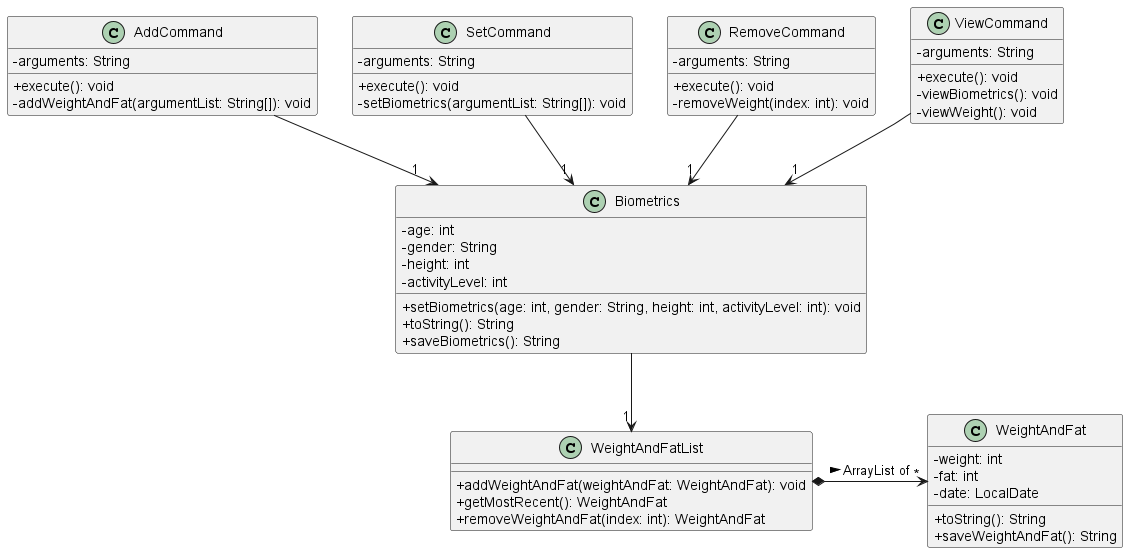 C AddCommand
-arguments: String
+execute(): void
-addWeightAndFat(argumentList: String[]): void
C SetCommand
-arguments: String
+execute(): void
-setBiometrics(argumentList: String[]): void
C RemoveCommand
-arguments: String
+execute(): void
-removeWeight(index: int): void
C ViewCommand
-arguments: String
+execute(): void
-viewBiometrics(): void
-viewWeight(): void
1
1
1
1
C Biometrics
-age: int
-gender: String
-height: int
-activityLevel: int
+setBiometrics(age: int, gender: String, height: int, activityLevel: int): void
+toString(): String
+saveBiometrics(): String
1
C WeightAndFatList
+addWeightAndFat(weightAndFat: WeightAndFat): void
+getMostRecent(): WeightAndFat
+removeWeightAndFat(index: int): WeightAndFat
ArrayList of *
C WeightAndFat
-weight: int
-fat: int
-date: LocalDate
+toString(): String
+saveWeightAndFat(): String